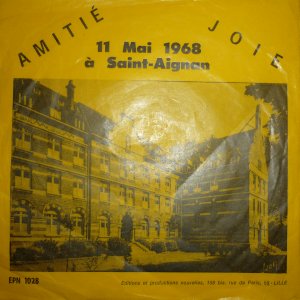 AMITIÉ JOIE
11 Mai 1968
à Saint-Aignan
EPN 1028
Editions et productions nouvelles, 158 bis, rue de Paris, 59 - LILLE